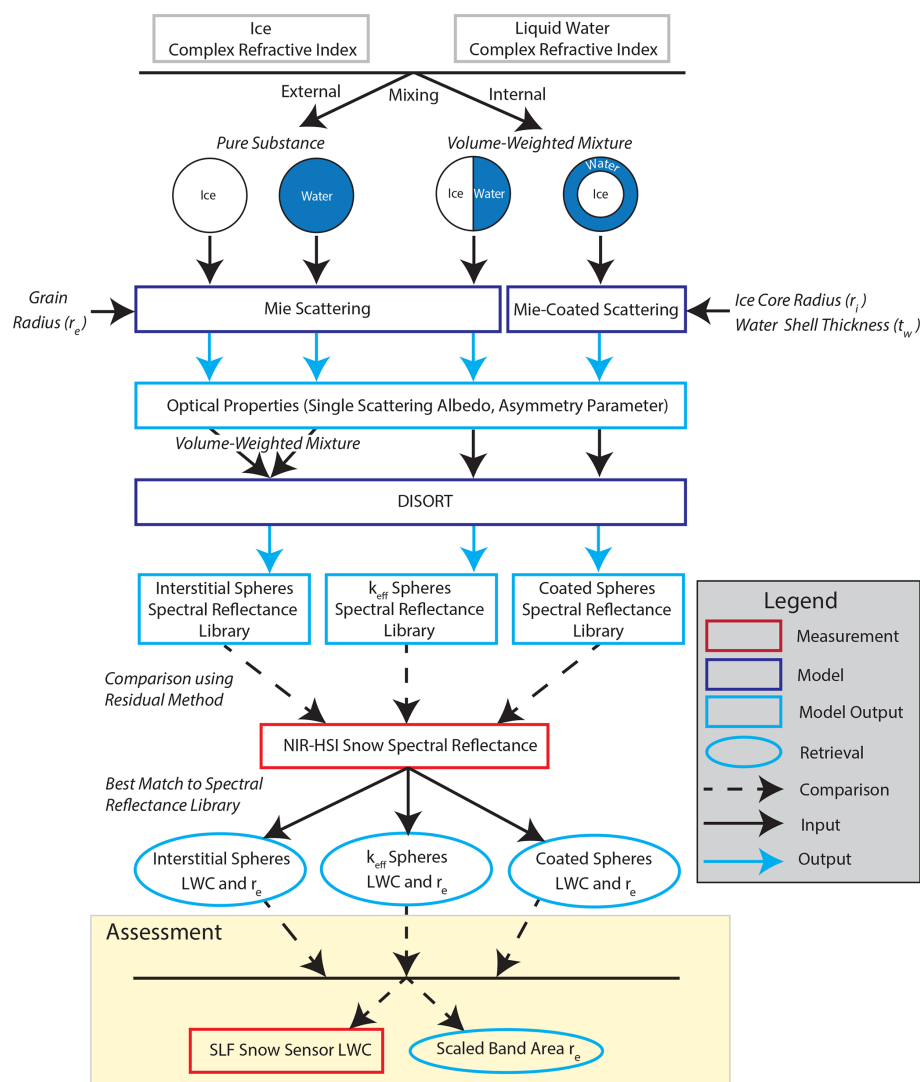 Ice
Complex Refractive Index
Liquid Water
Complex Refractive Index
External
Mixing
Internal
Pure Substance
Volume-Weighted Mixture
Ice
Water
Ice
Water
Water
Ice
Grain
Radius (re)
Mie Scattering
Mie-Coated Scattering
Ice Core Radius (ri)
Water Shell Thickness (tw)
Optical Properties (Single Scattering Albedo, Asymmetry Parameter)
Volume-Weighted Mixture
DISORT
Interstitial Spheres
Spectral Reflectance
Library
keff Spheres
Spectral Reflectance
Library
Coated Spheres
Spectral Reflectance
Library
Comparison using
Residual Method
NIR-HSI Snow Spectral Reflectance
Best Match to Spectral
Reflectance Library
Interstitial Spheres
LWC and re
keff Spheres
LWC and re
Coated Spheres
LWC and re
Assessment
SLF Snow Sensor LWC
Scaled Band Area re
Legend
Measurement
Model
Model Output
Retrieval
Comparison
Input
Output